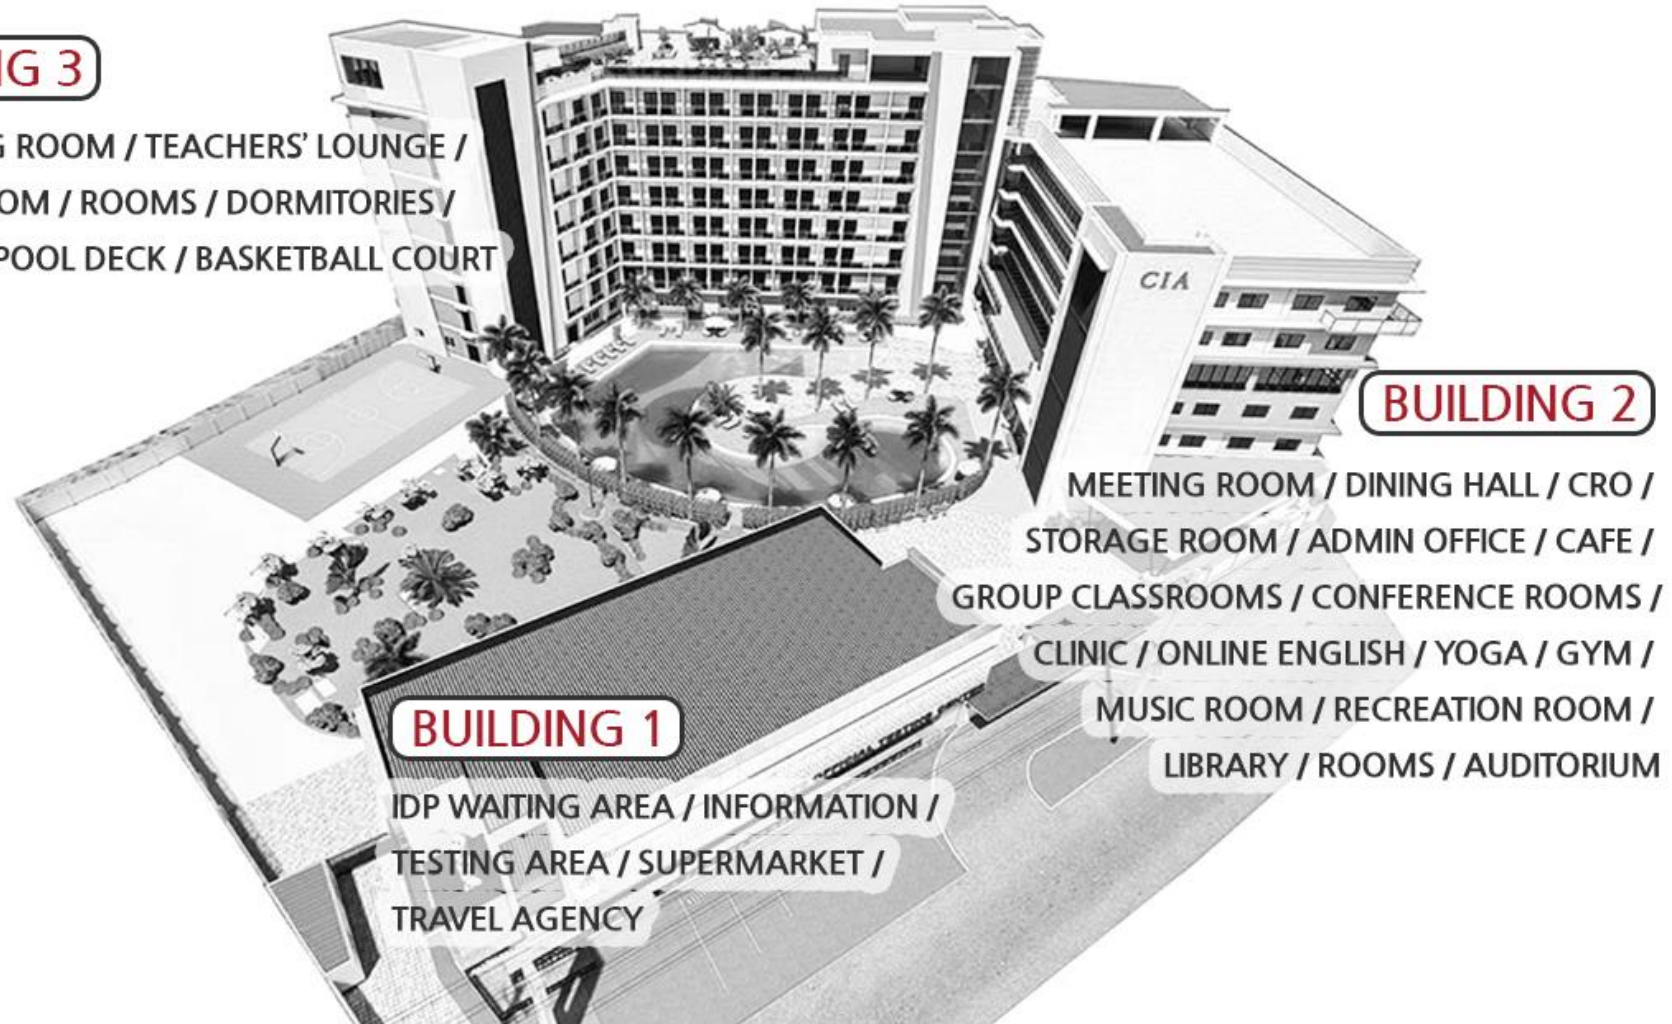 G 3
ROOM / TEACHERS' LOUNGE /
OM / ROOMS / DORMITORIES /
POOL DECK / BASKETBALL COURT
CIA
BUILDING 2
MEETING ROOM / DINING HALL / CRO /
STORAGE ROOM / ADMIN OFFICE / CAFE /
GROUP CLASSROOMS / CONFERENCE ROOMS /
CLINIC / ONLINE ENGLISH / YOGA / GYM /
MUSIC ROOM / RECREATION ROOM /
LIBRARY / ROOMS / AUDITORIUM
BUILDING 1
IDP WAITING AREA / INFORMATION /
TESTING AREA / SUPERMARKET /
TRAVEL AGENCY